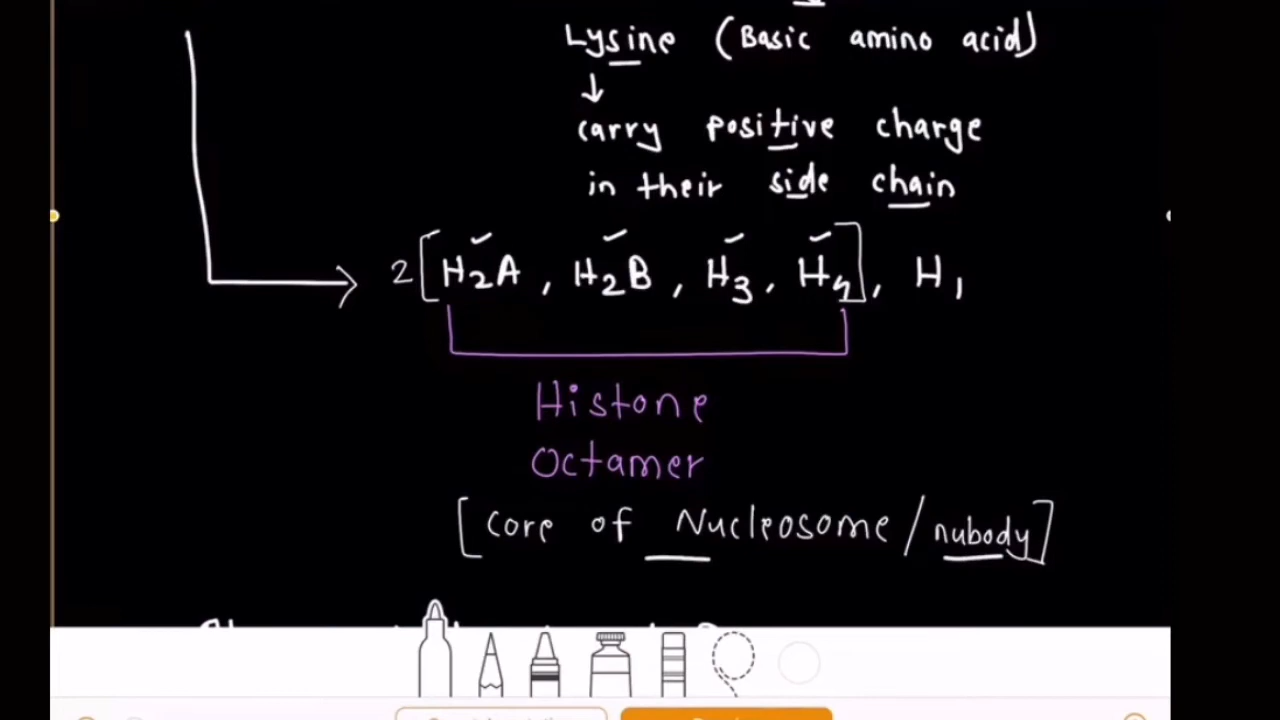 Lysine (Basic amino acid)
carry positive charge
in their side chain
2 [H2A, H2B, H3, H4], H1
Histone
Octamer
[core of Nucleosome/nubody]